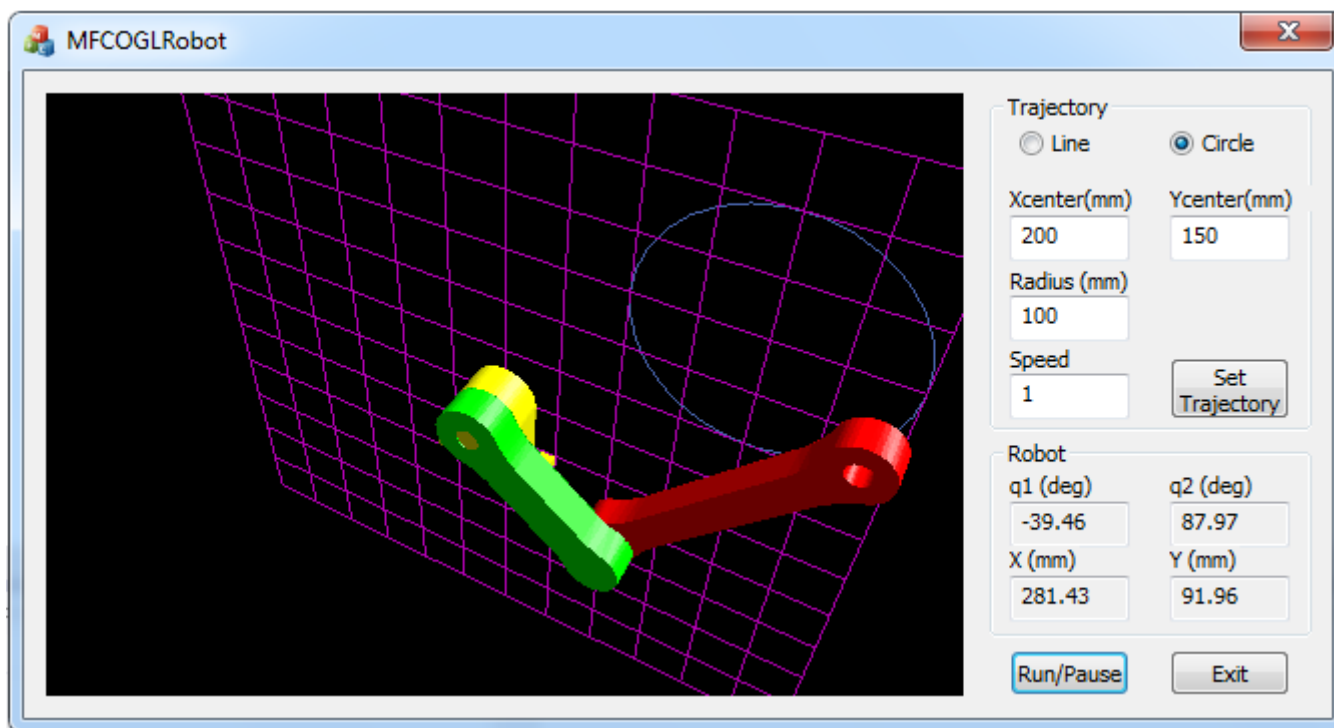 MFCOGLRobot
Trajectory
Line Circle
Xcenter(mm) Ycenter(mm)
200 150
Radius (mm)
100
Speed
1
Set
Trajectory
Robot
q1 (deg) q2 (deg)
-39.46 87.97
X (mm) Y (mm)
281.43 91.96
Run/Pause Exit